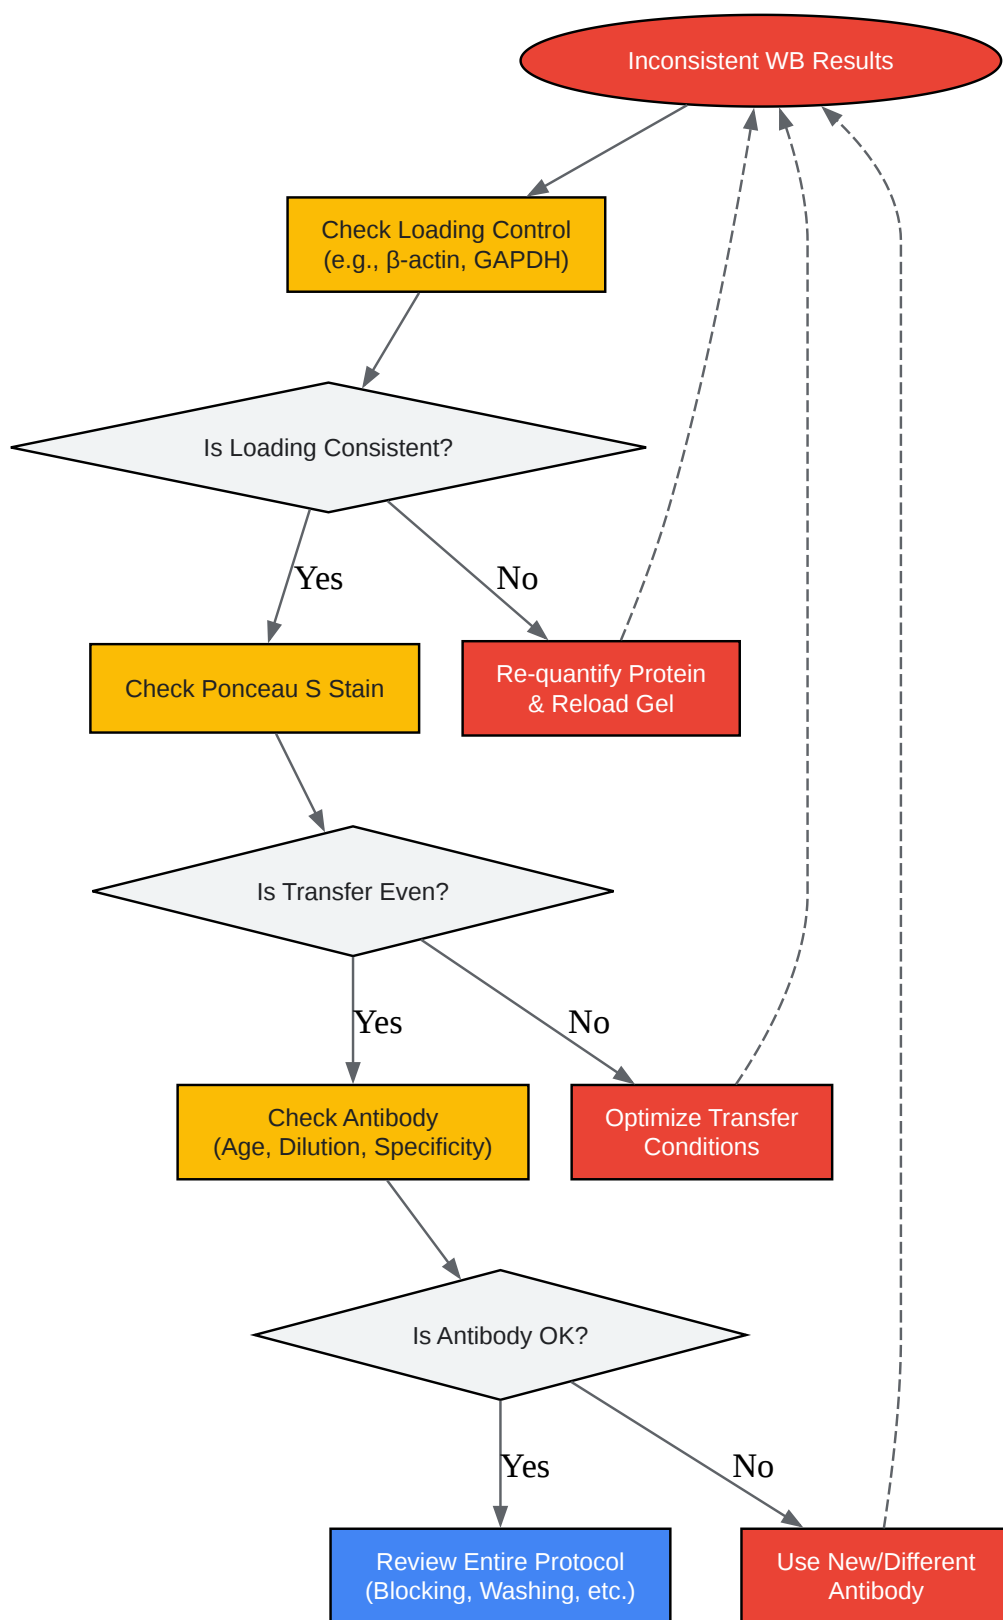 Inconsistent WB Results
Check Loading Control
(e.g., β-actin, GAPDH)
Is Loading Consistent?
Yes
No
Check Ponceau S Stain
Re-quantify Protein
& Reload Gel
Is Transfer Even?
Yes
No
Check Antibody
(Age, Dilution, Specificity)
Optimize Transfer
Conditions
Is Antibody OK?
Yes
No
Review Entire Protocol
(Blocking, Washing, etc.)
Use New/Different
Antibody